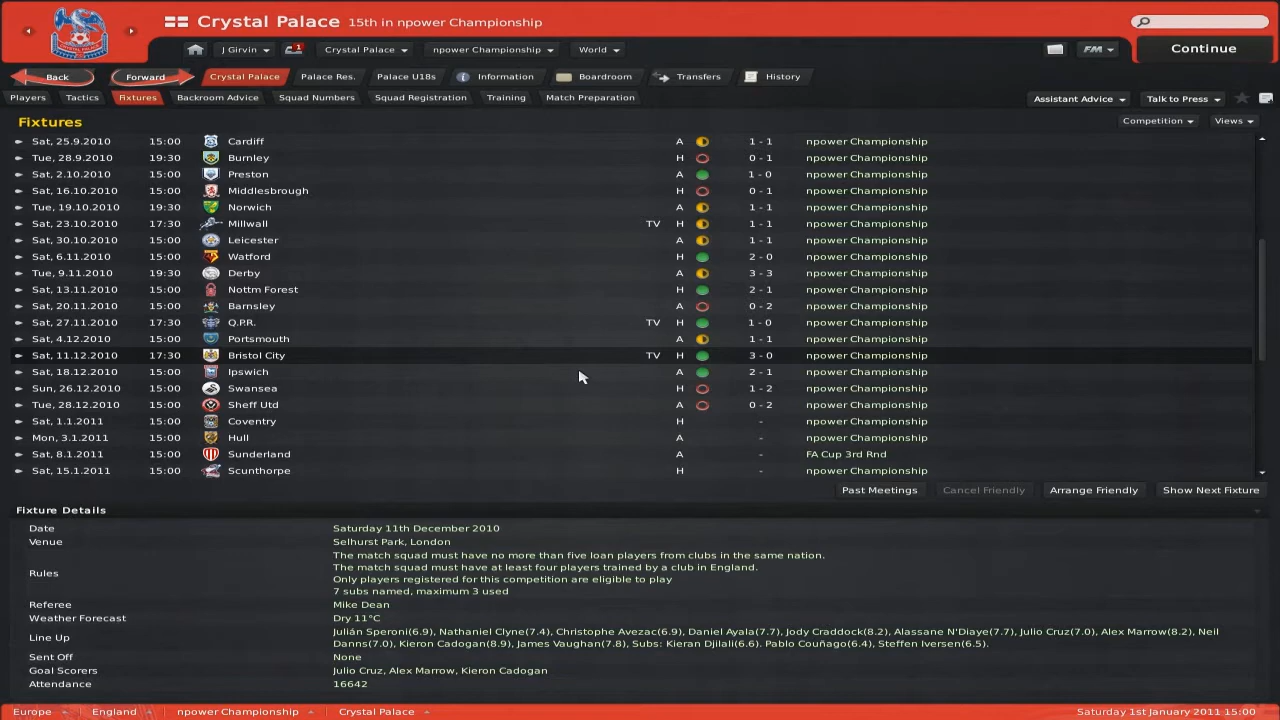 Crystal Palace 15th in npower Championship
J Girvin 1 Crystal Palace npower Championship World FM Continue
Back Forward Crystal Palace Palace Res. Palace U18s Information Boardroom Transfers History
Players Tactics Fixtures Backroom Advice Squad Numbers Squad Registration Training Match Preparation Assistant Advice Talk to Press
Fixtures Competition Views
Sat, 25.9.2010 15:00 Cardiff A 1 - 1 npower Championship
Tue, 28.9.2010 19:30 Burnley H 0 - 1 npower Championship
Sat, 2.10.2010 15:00 Preston A 1 - 0 npower Championship
Sat, 16.10.2010 15:00 Middlesbrough H 0 - 1 npower Championship
Tue, 19.10.2010 19:30 Norwich A 1 - 1 npower Championship
Sat, 23.10.2010 17:30 Millwall TV H 1 - 1 npower Championship
Sat, 30.10.2010 15:00 Leicester A 1 - 1 npower Championship
Sat, 6.11.2010 15:00 Watford H 2 - 0 npower Championship
Tue, 9.11.2010 19:30 Derby A 3 - 3 npower Championship
Sat, 13.11.2010 15:00 Nottm Forest H 2 - 1 npower Championship
Sat, 20.11.2010 15:00 Barnsley A 0 - 2 npower Championship
Sat, 27.11.2010 17:30 Q.P.R. TV H 1 - 0 npower Championship
Sat, 4.12.2010 15:00 Portsmouth A 1 - 1 npower Championship
Sat, 11.12.2010 17:30 Bristol City TV H 3 - 0 npower Championship
Sat, 18.12.2010 15:00 Ipswich A 2 - 1 npower Championship
Sun, 26.12.2010 15:00 Swansea H 1 - 2 npower Championship
Tue, 28.12.2010 15:00 Sheff Utd A 0 - 2 npower Championship
Sat, 1.1.2011 15:00 Coventry H - npower Championship
Mon, 3.1.2011 15:00 Hull A - npower Championship
Sat, 8.1.2011 15:00 Sunderland A - FA Cup 3rd Rnd
Sat, 15.1.2011 15:00 Scunthorpe H - npower Championship
Past Meetings Cancel Friendly Arrange Friendly Show Next Fixture
Fixture Details
Date Saturday 11th December 2010
Venue Selhurst Park, London
The match squad must have no more than five loan players from clubs in the same nation.
The match squad must have at least four players trained by a club in England.
Rules
Only players registered for this competition are eligible to play
7 subs named, maximum 3 used
Referee Mike Dean
Weather Forecast Dry 11°C
Line Up Julián Speroni(6.9), Nathaniel Clyne(7.4), Christophe Avezac(6.9), Daniel Ayala(7.7), Jody Craddock(8.2), Alassane N'Diaye(7.7), Julio Cruz(7.0), Alex Marrow(8.2), Neil
Danns(7.0), Kieron Cadogan(8.9), James Vaughan(7.8), Subs: Kieran Djilali(6.6). Pablo Couñago(6.4), Steffen Iversen(6.5).
Sent Off None
Goal Scorers Julio Cruz, Alex Marrow, Kieron Cadogan
Attendance 16642
Europe England npower Championship Crystal Palace Saturday 1st January 2011 15:00